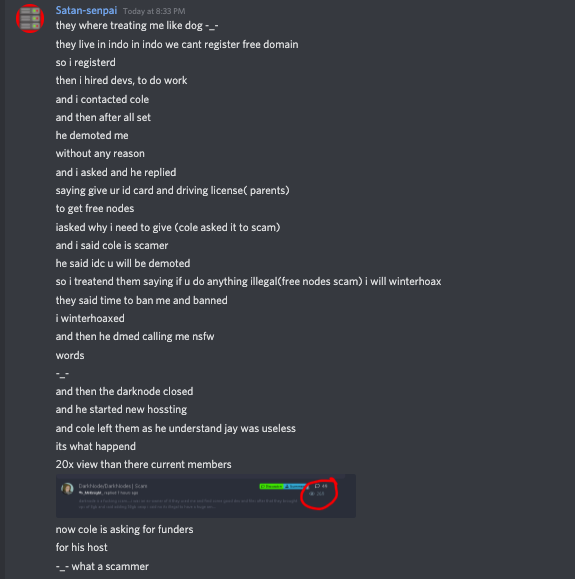 Satan-senpai Today at 8:33 PM
they where treating me like dog -_-
they live in indo in indo we cant register free domain
so i registerd
then i hired devs, to do work
and i contacted cole
and then after all set
he demoted me
without any reason
and i asked and he replied
saying give ur id card and driving license( parents)
to get free nodes
iasked why i need to give (cole asked it to scam)
and i said cole is scamer
he said idc u will be demoted
so i treatend them saying if u do anything illegal(free nodes scam) i will winterhoax
they said time to ban me and banned
i winterhoaxed
and then he dmed calling me nsfw
words
-_-
and then the darknode closed
and he started new hossting
and cole left them as he understand jay was useless
its what happend
20x view than there current members
DarkNode/DarkNodes | Scam
now cole is asking for funders
for his host
-_- what a scammer